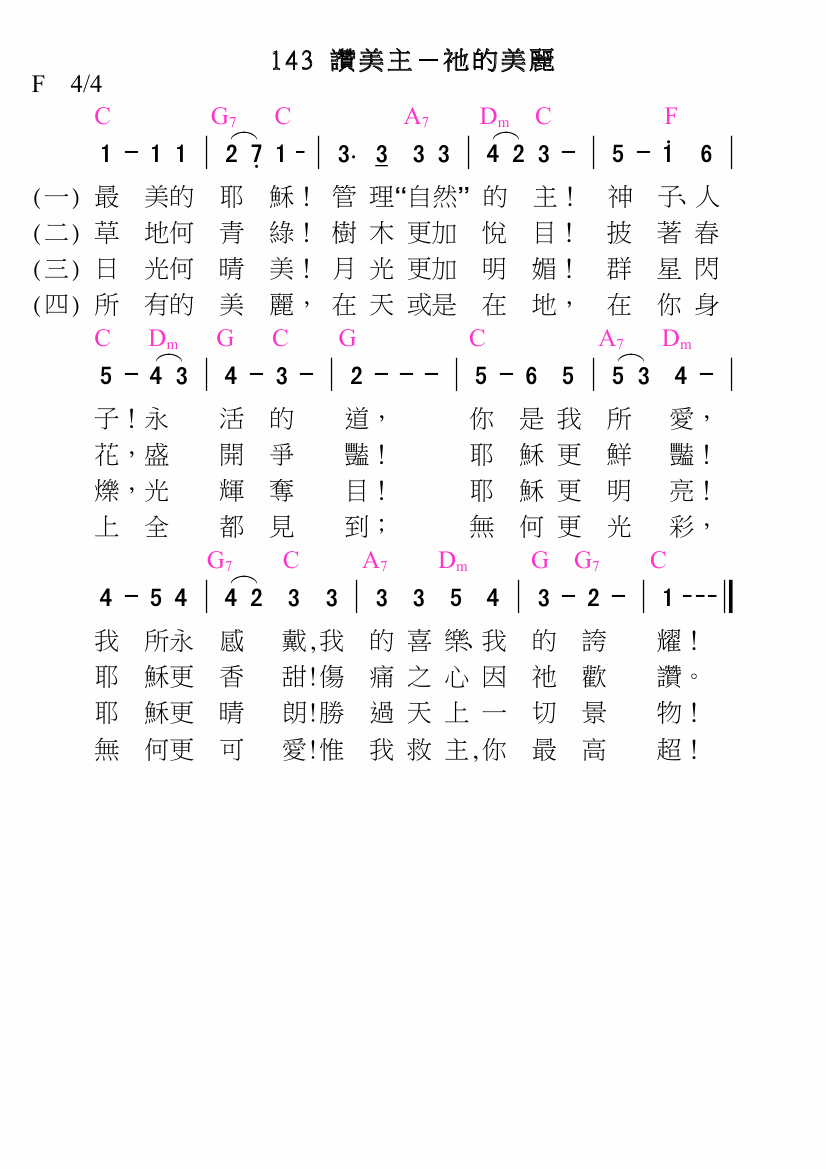 143 讚美主－祂的美麗
F 4/4
C G7 C A7 Dm C F
1 - 1 1 | 2 7 1 - | 3. 3 3 3 | 4 2 3 - | 5 - 1 6 |
(一) 最 美的 耶 穌！管 理“自然”的 主！ 神 子、人
(二) 草 地何 青 綠！樹 木 更加 悅 目！ 披 著 春
(三) 日 光何 晴 美！月 光 更加 明 媚！ 群 星 閃
(四) 所 有的 美 麗，在 天 或是 在 地， 在 你 身
C Dm G C G C A7 Dm
5 - 4 3 | 4 - 3 - | 2 - - - | 5 - 6 5 | 5 3 4 - |
子！永 活 的 道， 你 是 我 所 愛，
花，盛 開 爭 豔！ 耶 穌 更 鮮 豔！
爍，光 輝 奪 目！ 耶 穌 更 明 亮！
上 全 都 見 到； 無 何 更 光 彩，
G7 C A7 Dm G G7 C
4 - 5 4 | 4 2 3 3 | 3 3 5 4 | 3 - 2 - | 1 - - - ‖
我 所永 感 戴,我 的 喜 樂、我 的 誇 耀！
耶 穌更 香 甜!傷 痛 之 心 因 祂 歡 讚。
耶 穌更 晴 朗!勝 過 天 上 一 切 景 物！
無 何更 可 愛!惟 我 救 主,你 最 高 超！